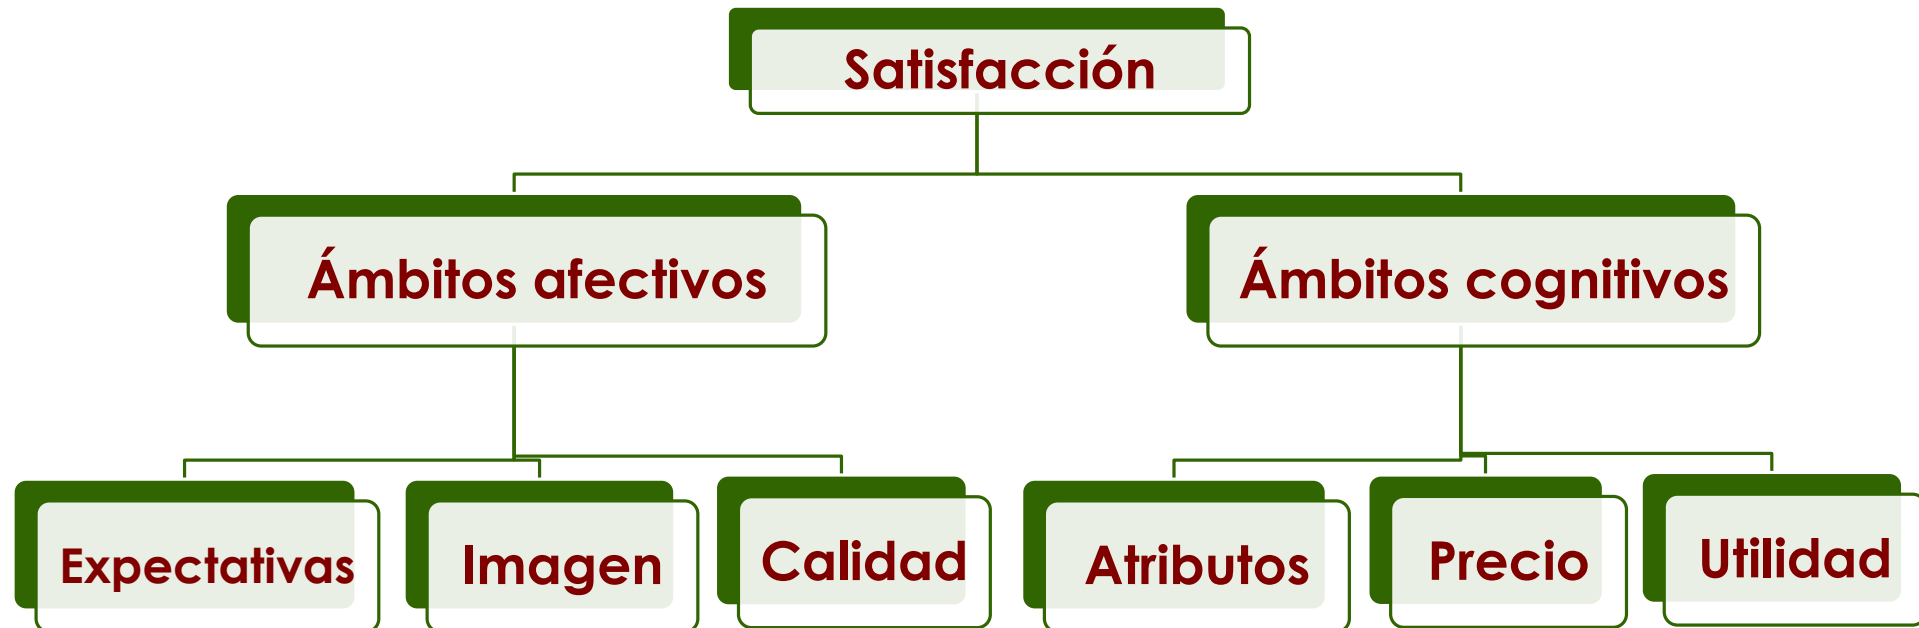 Satisfacción
Ámbitos afectivos
Ámbitos cognitivos
Expectativas
Imagen
Calidad
Atributos
Precio
Utilidad